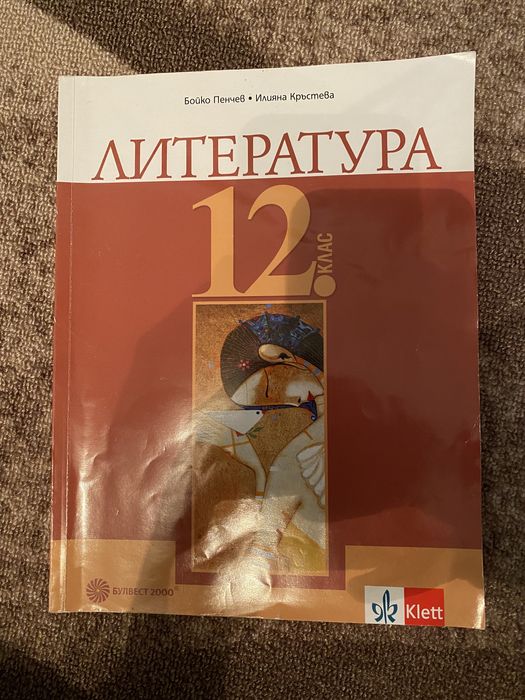 Бойко Пенчев • Илияна Кръстева
ЛИТЕРАТУРА
12. КЛАС
БУЛВЕСТ 2000
Klett